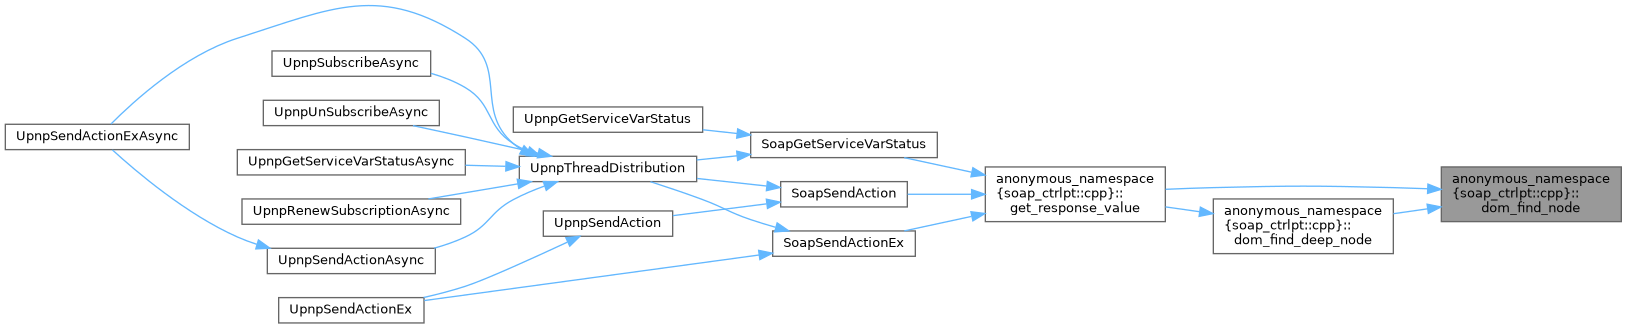 UpnpSendActionExAsync
UpnpSubscribeAsync
UpnpUnSubscribeAsync
UpnpGetServiceVarStatusAsync
UpnpRenewSubscriptionAsync
UpnpSendActionAsync
UpnpSendActionEx
UpnpGetServiceVarStatus
UpnpThreadDistribution
UpnpSendAction
SoapGetServiceVarStatus
SoapSendAction
SoapSendActionEx
anonymous_namespace
{soap_ctrlpt::cpp}::
get_response_value
anonymous_namespace
{soap_ctrlpt::cpp}::
dom_find_deep_node
anonymous_namespace
{soap_ctrlpt::cpp}::
dom_find_node